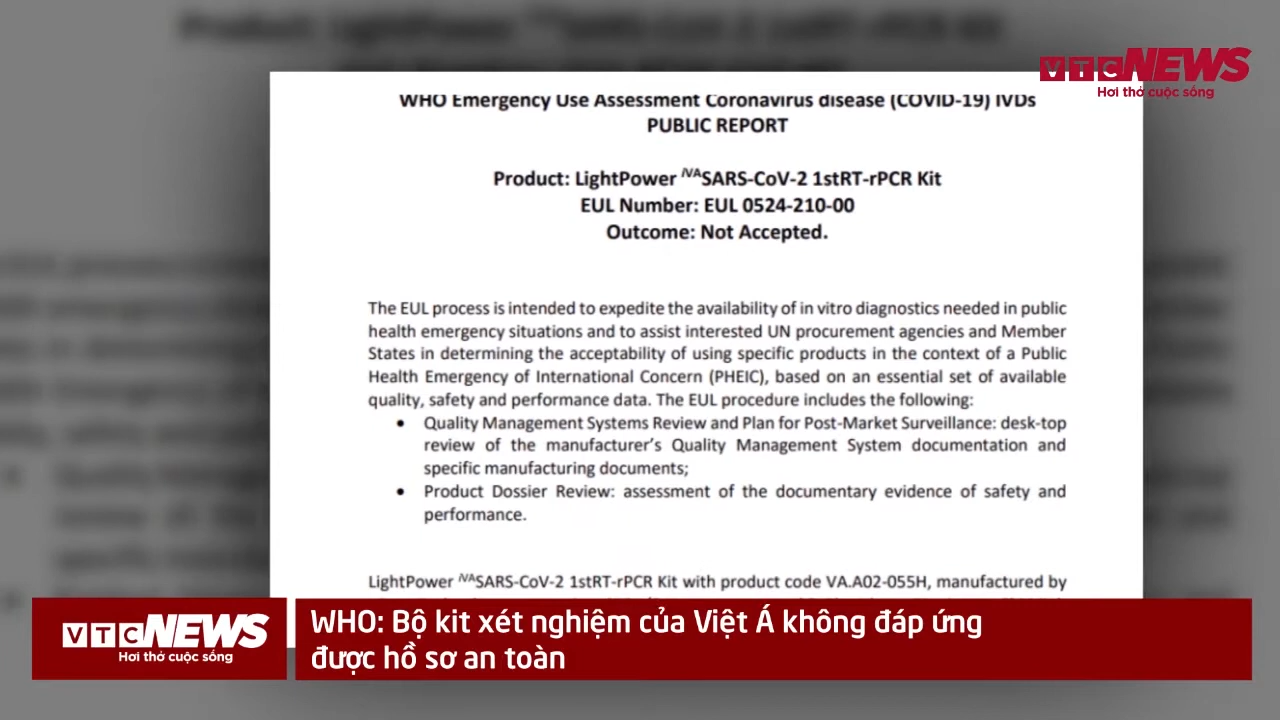 VTC NEWS
Hơi thở cuộc sống
WHO Emergency Use Assessment Coronavirus disease (COVID-19) IVDs
PUBLIC REPORT
Product: LightPower iVASARS-CoV-2 1stRT-rPCR Kit
EUL Number: EUL 0524-210-00
Outcome: Not Accepted.
The EUL process is intended to expedite the availability of in vitro diagnostics needed in public
health emergency situations and to assist interested UN procurement agencies and Member
States in determining the acceptability of using specific products in the context of a Public
Health Emergency of International Concern (PHEIC), based on an essential set of available
quality, safety and performance data. The EUL procedure includes the following:
• Quality Management Systems Review and Plan for Post-Market Surveillance: desk-top
review of the manufacturer's Quality Management System documentation and
specific manufacturing documents;
• Product Dossier Review: assessment of the documentary evidence of safety and
performance.
LightPower iVASARS-CoV-2 1stRT-rPCR Kit with product code VA.A02-055H, manufactured by
VTC NEWS
Hơi thở cuộc sống
WHO: Bộ kit xét nghiệm của Việt Á không đáp ứng
được hồ sơ an toàn